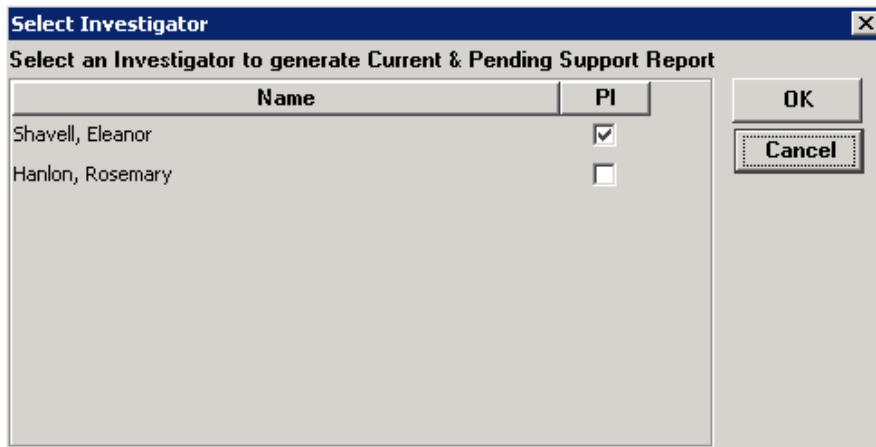 Select Investigator
Select an Investigator to generate Current & Pending Support Report
Name PI
OK
Shavell, Eleanor
Cancel
Hanlon, Rosemary